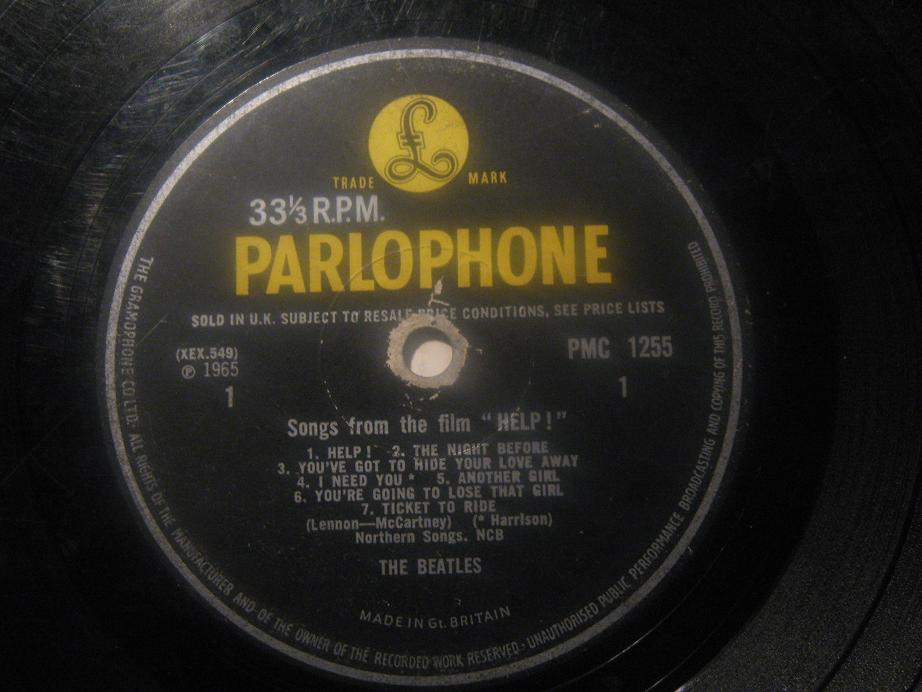 £
TRADE MARK
33⅓ R.P.M.
PARLOPHONE
SOLD IN U.K. SUBJECT TO RESALE PRICE CONDITIONS, SEE PRICE LISTS
(XEX.549)
℗ 1965
1
PMC 1255
1
Songs from the film "HELP!"
1. HELP! 2. THE NIGHT BEFORE
3. YOU'VE GOT TO HIDE YOUR LOVE AWAY
4. I NEED YOU * 5. ANOTHER GIRL
6. YOU'RE GOING TO LOSE THAT GIRL
7. TICKET TO RIDE
(Lennon—McCartney) (* Harrison)
Northern Songs. NCB
THE BEATLES
MADE IN Gt. BRITAIN
THE GRAMOPHONE CO. LTD. ALL RIGHTS OF THE MANUFACTURER AND OF THE OWNER OF THE RECORDED WORK RESERVED · UNAUTHORISED PUBLIC PERFORMANCE BROADCASTING AND COPYING OF THIS RECORD PROHIBITED